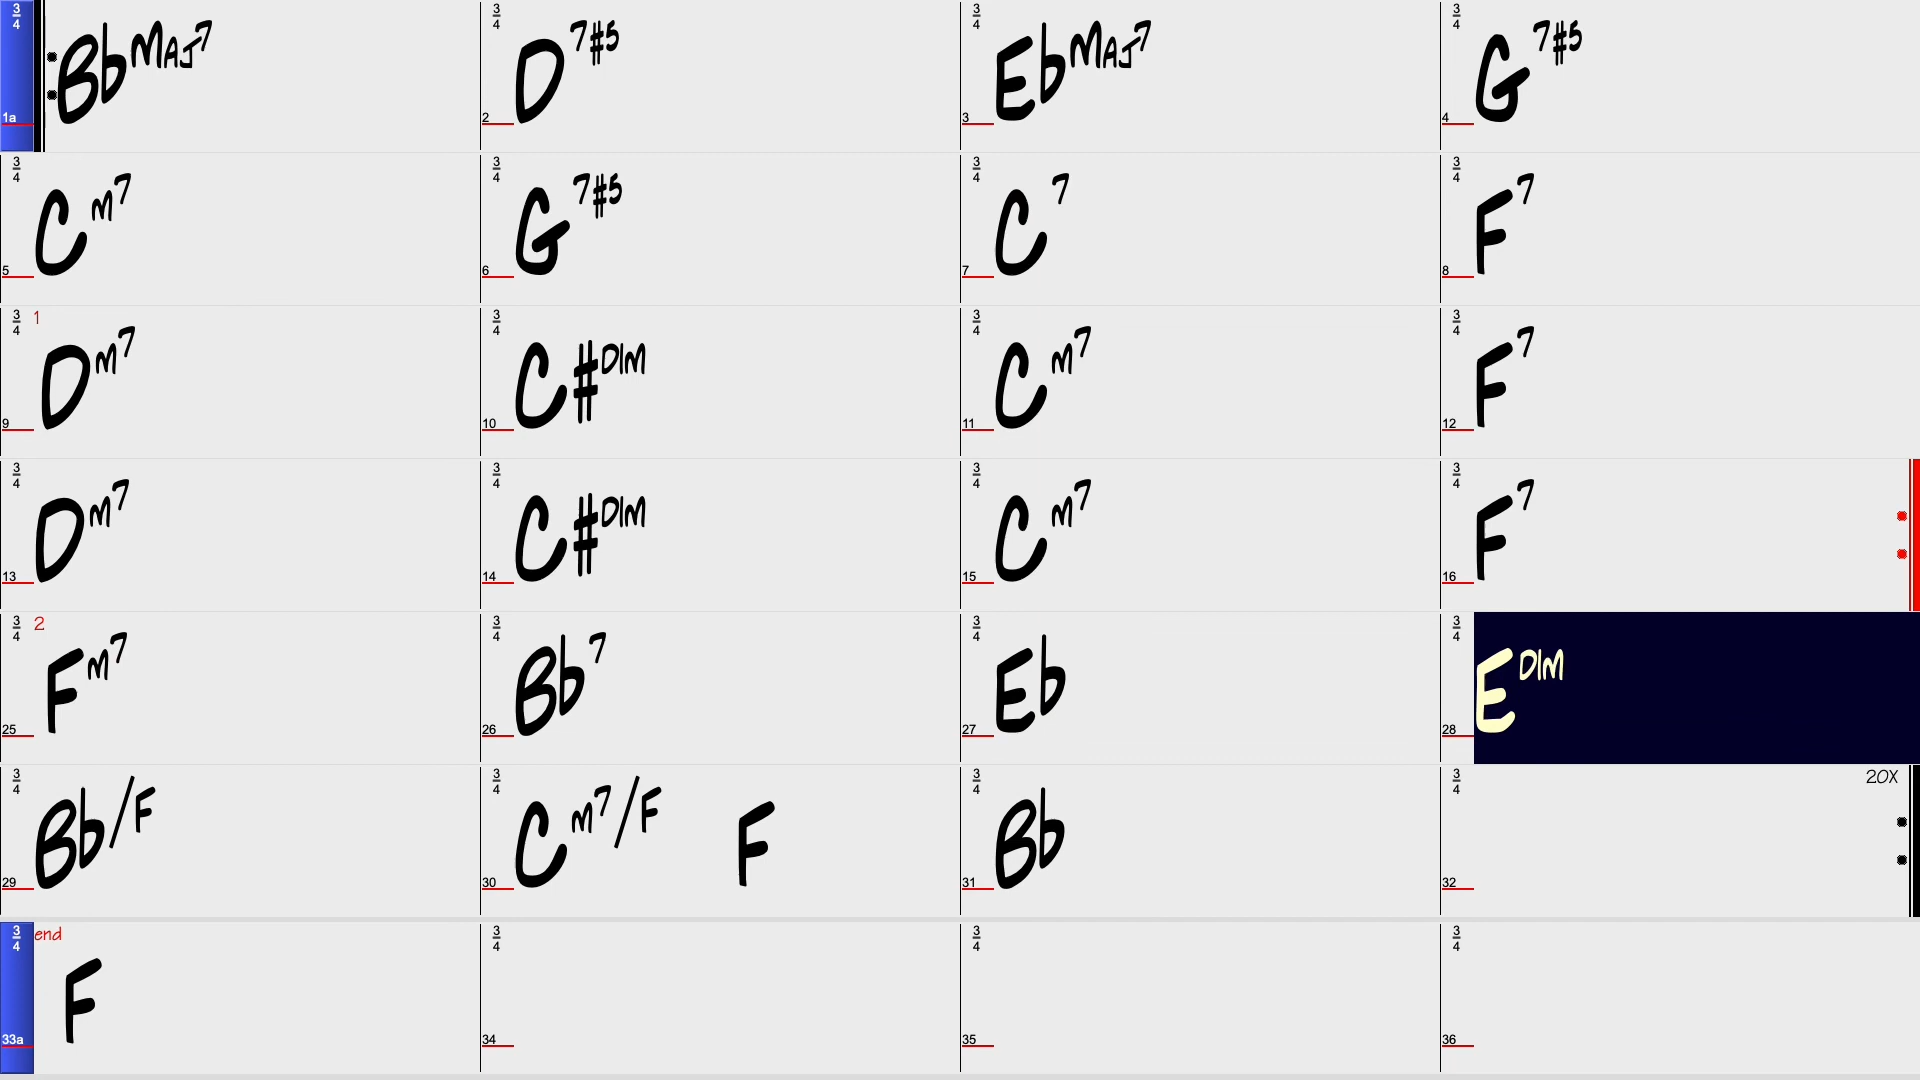 3/4 3/4 3/4 3/4
BbMAJ7 D7#5 EbMAJ7 G7#5
1a 2 3 4
3/4 3/4 3/4 3/4
Cm7 G7#5 C7 F7
5 6 7 8
3/4 1 3/4 3/4 3/4
Dm7 C#DIM Cm7 F7
9 10 11 12
3/4 3/4 3/4 3/4
Dm7 C#DIM Cm7 F7
13 14 15 16
3/4 2 3/4 3/4 3/4
Fm7 Bb7 Eb EDIM
25 26 27 28
3/4 3/4 3/4 3/4 20X
Bb/F Cm7/F F Bb
29 30 31 32
3/4 end 3/4 3/4 3/4
F
33a 34 35 36